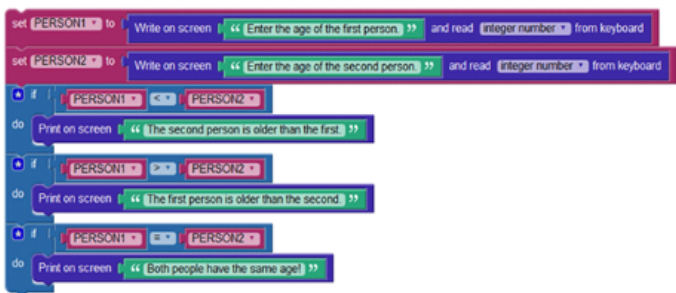 set PERSON1 to Write on screen “ Enter the age of the first person. ” and read integer number from keyboard
set PERSON2 to Write on screen “ Enter the age of the second person. ” and read integer number from keyboard
if PERSON1 < PERSON2
do Print on screen “ The second person is older than the first. ”
if PERSON1 > PERSON2
do Print on screen “ The first person is older than the second. ”
if PERSON1 = PERSON2
do Print on screen “ Both people have the same age! ”